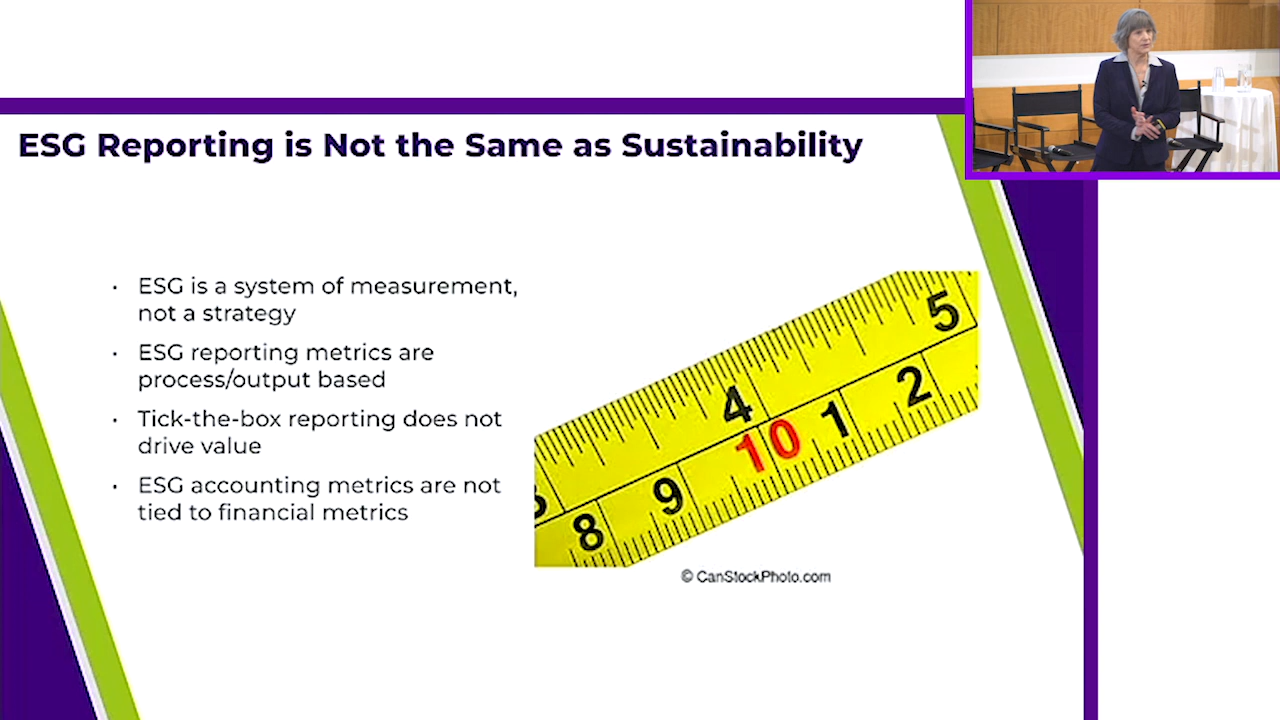 ESG Reporting is Not the Same as Sustainability
· ESG is a system of measurement,
not a strategy
· ESG reporting metrics are
process/output based
· Tick-the-box reporting does not
drive value
· ESG accounting metrics are not
tied to financial metrics
4 5
8 9 10 1 2
© CanStockPhoto.com